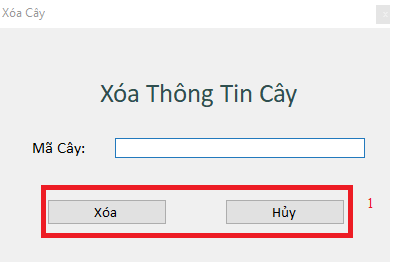 Xóa Cây
Xóa Thông Tin Cây
Mã Cây:
Xóa Hủy
1